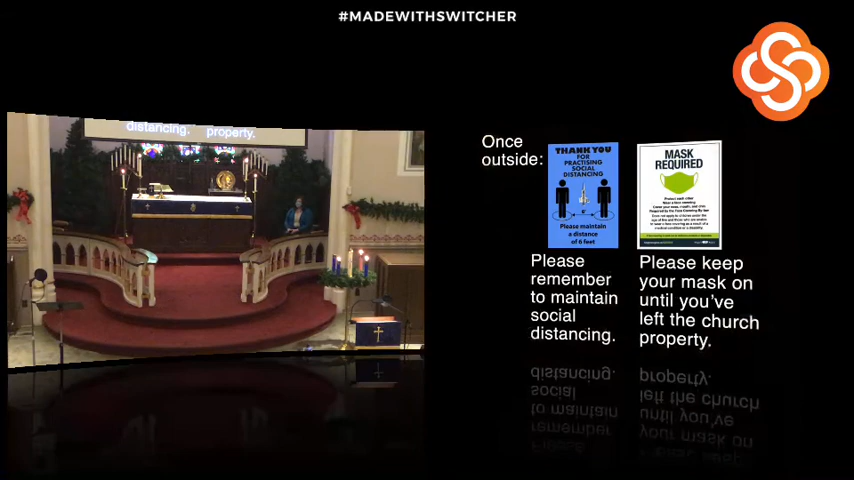 #MADEWITHSWITCHER
distancing. property.
Once
outside:
THANK YOU
FOR
PRACTISING
SOCIAL
DISTANCING
6'
Please maintain
a distance
of 6 feet
MASK
REQUIRED
Please
remember
to maintain
social
distancing.
Please keep
your mask on
until you've
left the church
property.